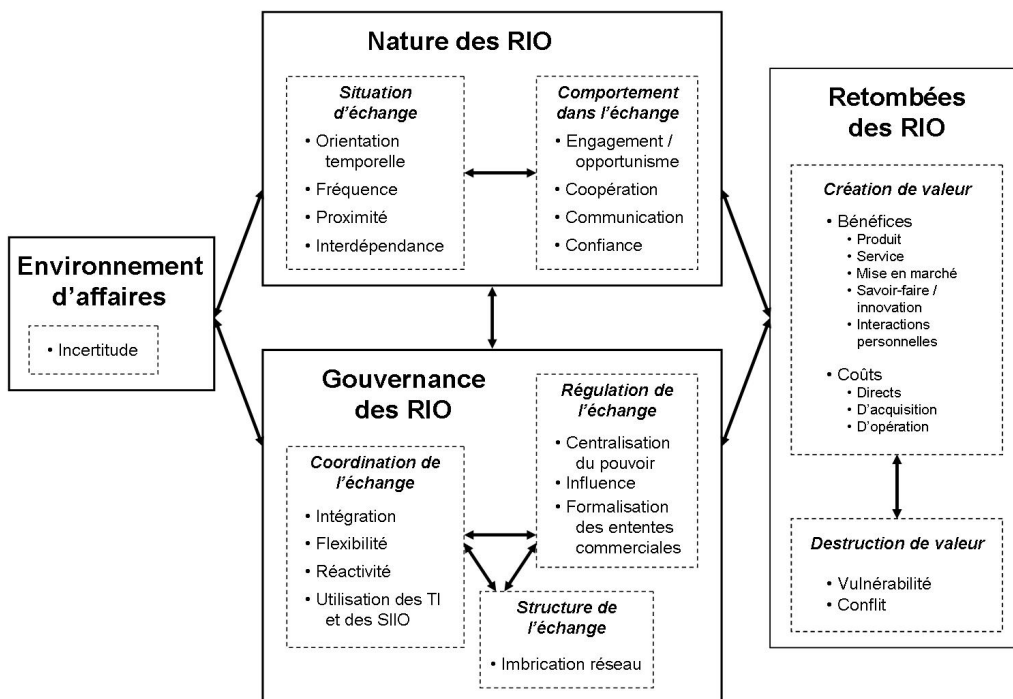 Environnement
d'affaires
• Incertitude
Nature des RIO
Situation
d'échange
• Orientation
temporelle
• Fréquence
• Proximité
• Interdépendance
Comportement
dans l'échange
• Engagement /
opportunisme
• Coopération
• Communication
• Confiance
Gouvernance
des RIO
Coordination de
l'échange
• Intégration
• Flexibilité
• Réactivité
• Utilisation des TI
et des SIIO
Régulation de
l'échange
• Centralisation
du pouvoir
• Influence
• Formalisation
des ententes
commerciales
Structure de
l'échange
• Imbrication réseau
Retombées
des RIO
Création de valeur
• Bénéfices
• Produit
• Service
• Mise en marché
• Savoir-faire /
innovation
• Interactions
personnelles
• Coûts
• Directs
• D'acquisition
• D'opération
Destruction de valeur
• Vulnérabilité
• Conflit